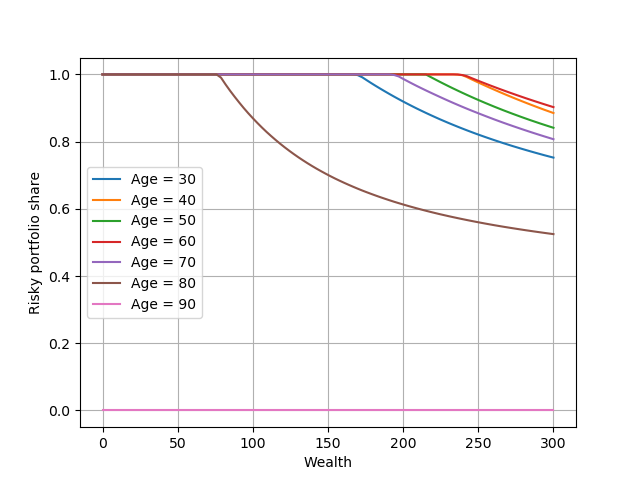 1.0
0.8
0.6
0.4
0.2
0.0
Risky portfolio share
Age = 30
Age = 40
Age = 50
Age = 60
Age = 70
Age = 80
Age = 90
0 50 100 150 200 250 300
Wealth